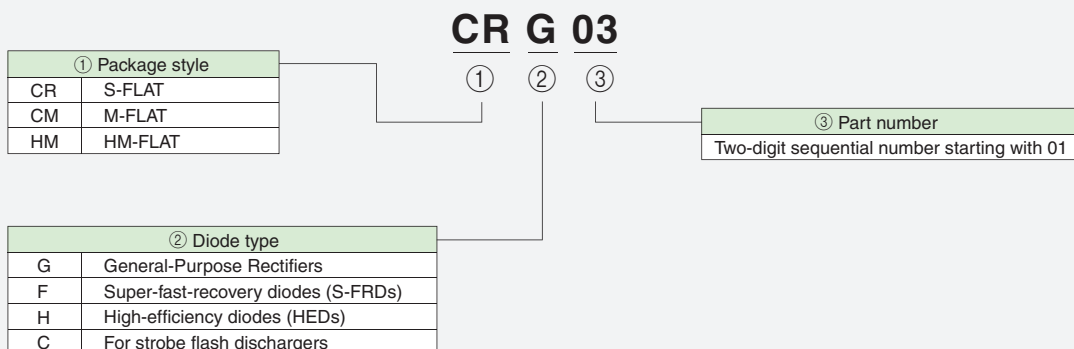 CR G 03
① ② ③
① Package style
CR S-FLAT
CM M-FLAT
HM HM-FLAT
③ Part number
Two-digit sequential number starting with 01
② Diode type
G General-Purpose Rectifiers
F Super-fast-recovery diodes (S-FRDs)
H High-efficiency diodes (HEDs)
C For strobe flash dischargers